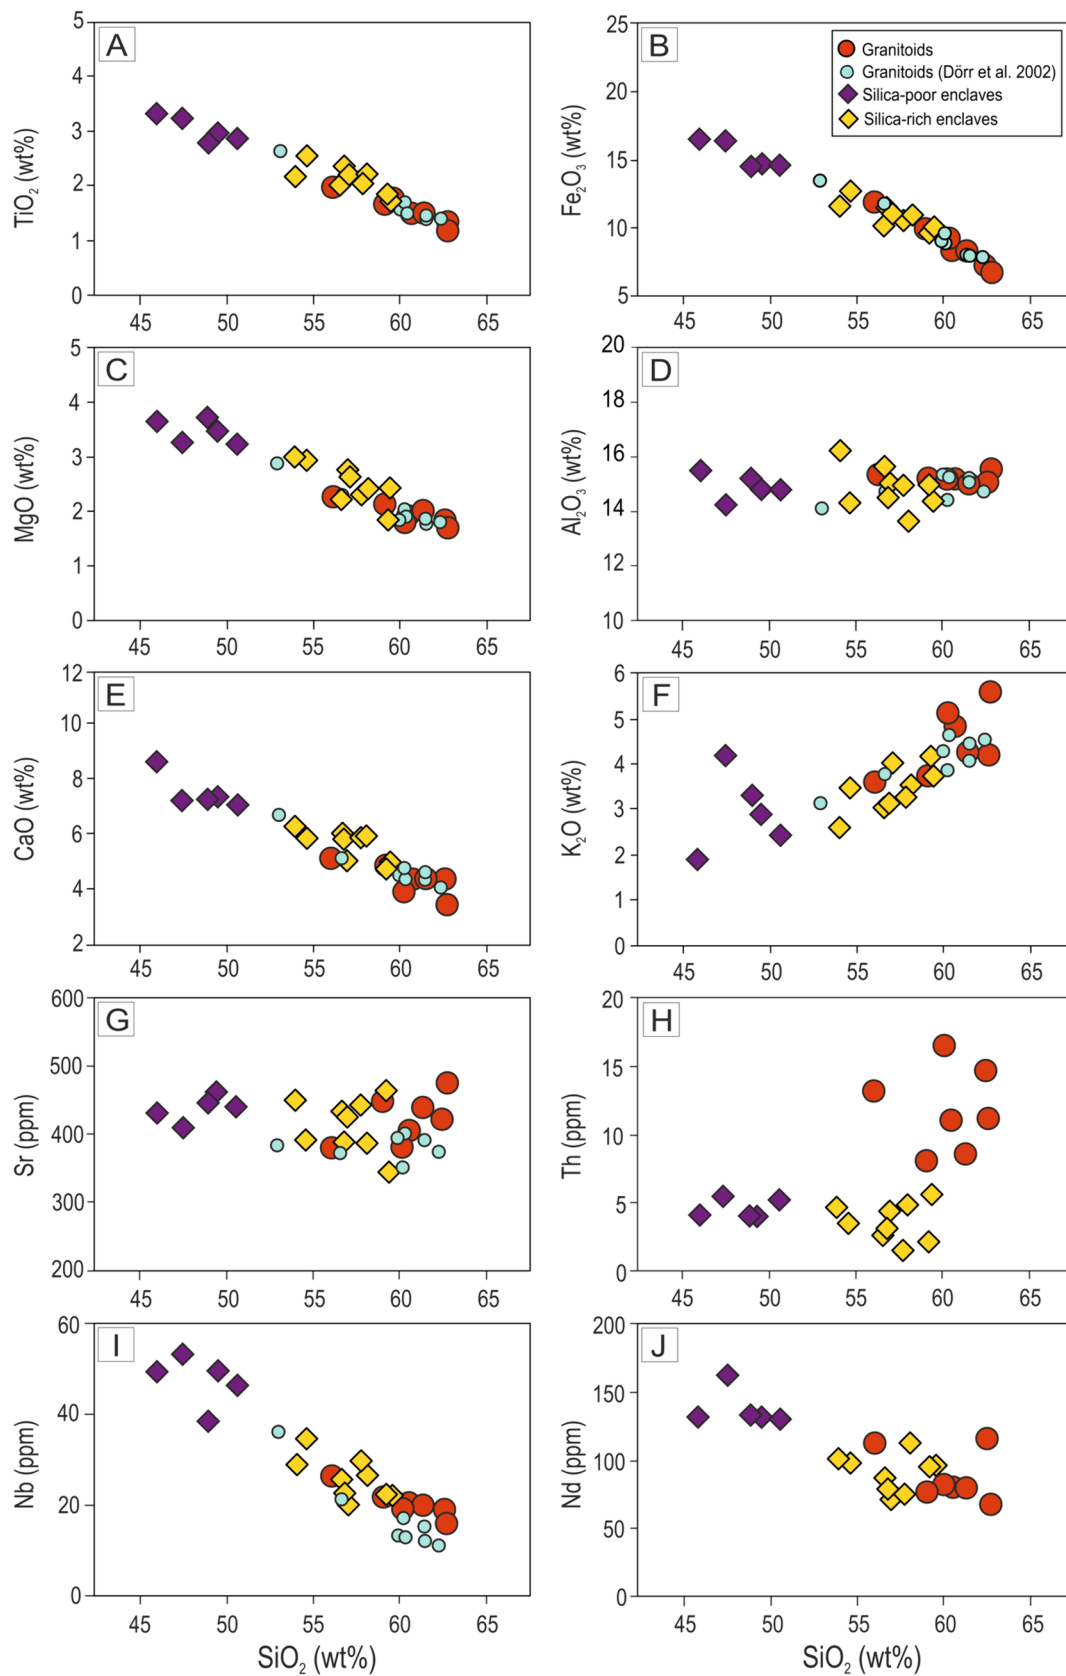 A
5
4
3
2
1
0
TiO2 (wt%)
45 50 55 60 65
B
25
20
15
10
5
Fe2O3 (wt%)
45 50 55 60 65
Granitoids
Granitoids (Dörr et al. 2002)
Silica-poor enclaves
Silica-rich enclaves
C
5
4
3
2
1
0
MgO (wt%)
45 50 55 60 65
D
20
18
16
14
12
10
Al2O3 (wt%)
45 50 55 60 65
E
12
10
8
6
4
2
CaO (wt%)
45 50 55 60 65
F
6
5
4
3
2
1
0
K2O (wt%)
45 50 55 60 65
G
600
500
400
300
200
Sr (ppm)
45 50 55 60 65
H
20
15
10
5
0
Th (ppm)
45 50 55 60 65
I
60
40
20
0
Nb (ppm)
45 50 55 60 65
SiO2 (wt%)
J
200
150
100
50
0
Nd (ppm)
45 50 55 60 65
SiO2 (wt%)